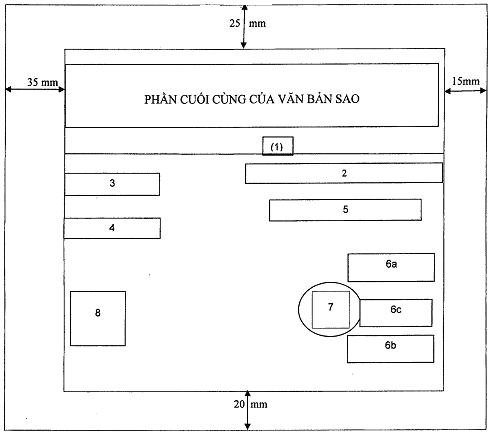 25 mm
35 mm
15mm
PHẦN CUỐI CÙNG CỦA VĂN BẢN SAO
(1)
3
2
5
4
6a
8
7
6c
6b
20 mm